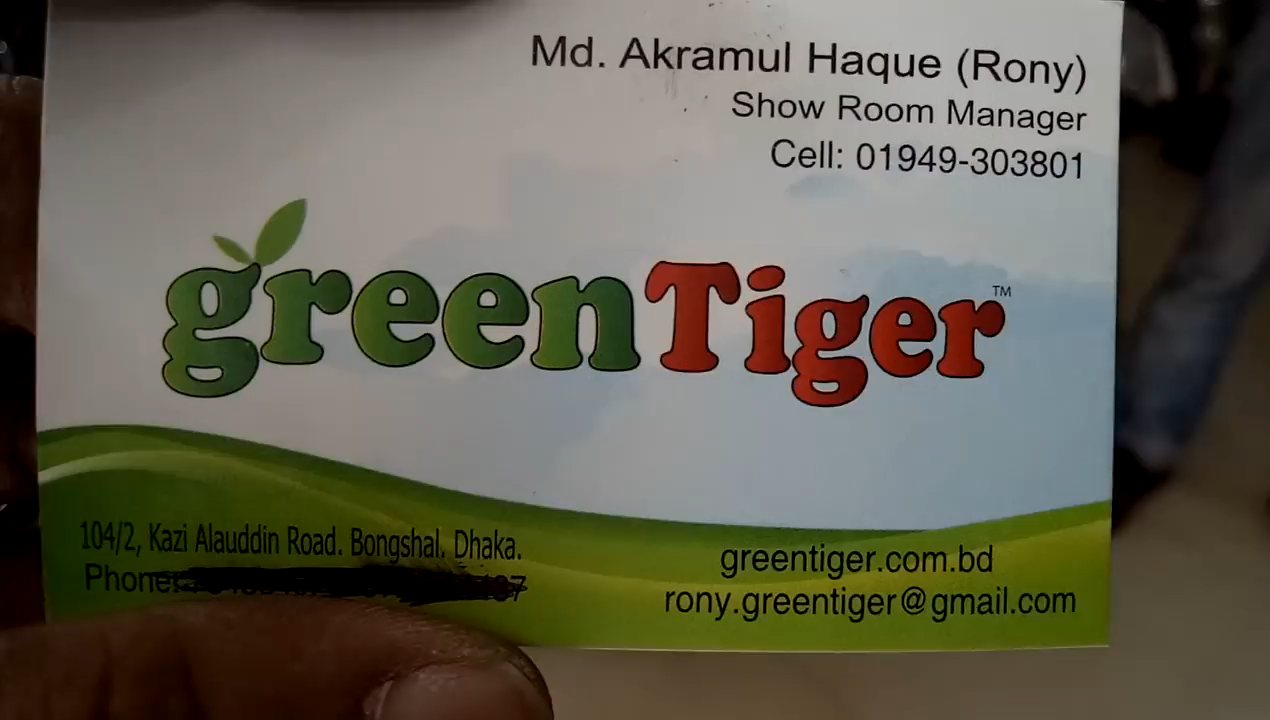 Md. Akramul Haque (Rony)
Show Room Manager
Cell: 01949-303801
greenTiger™
104/2, Kazi Alauddin Road. Bongshal. Dhaka.
Phone:
greentiger.com.bd
rony.greentiger@gmail.com